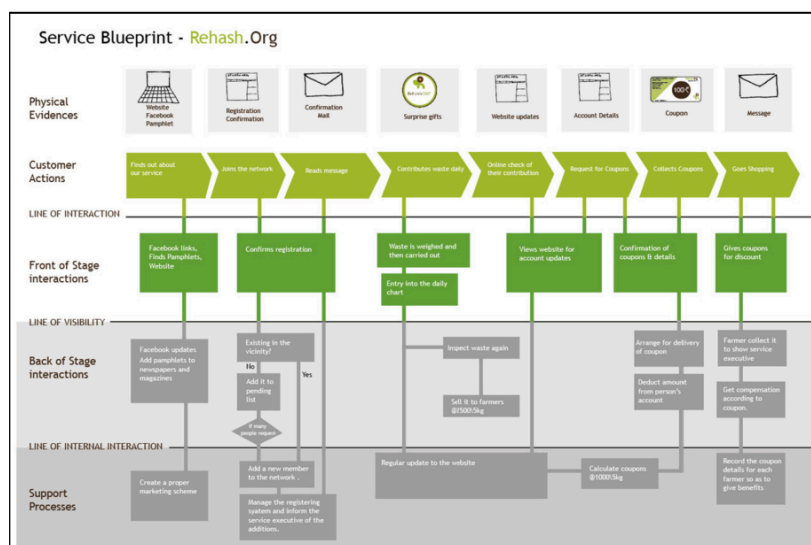 Service Blueprint - Rehash.Org
Physical
Evidences
Website
Facebook
Pamphlet
Registration
Confirmation
Confirmation
Mail
Surprise gifts
Website updates
Account Details
Coupon
Message
Customer
Actions
Finds out about
our service
Joins the network
Reads message
Contributes waste daily
Online check of
their contribution
Request for Coupons
Collects Coupons
Goes Shopping
LINE OF INTERACTION
Front of Stage
interactions
Facebook links,
Finds Pamphlets,
Website
Confirms registration
Waste is weighed and
then carried out
Entry into the daily
chart
Views website for
account updates
Confirmation of
coupons & details
Gives coupons
for discount
LINE OF VISIBILITY
Back of Stage
interactions
Facebook updates
Add pamphlets to
newspapers and
magazines
Existing in the
vicinity?
No
Yes
Add it to
pending
list
if many
people request
Inspect waste again
Sell it to farmers
@1500\5kg
Arrange for delivery
of coupon
Deduct amount
from person's
account
Farmer collect it
to show service
executive
Get compensation
according to
coupon.
LINE OF INTERNAL INTERACTION
Support
Processes
Create a proper
marketing scheme
Add a new member
to the network .
Manage the registering
system and inform the
service executive of the
additions.
Regular update to the website
Calculate coupons
@1000\5kg
Record the coupon
details for each
farmer so as to
give benefits